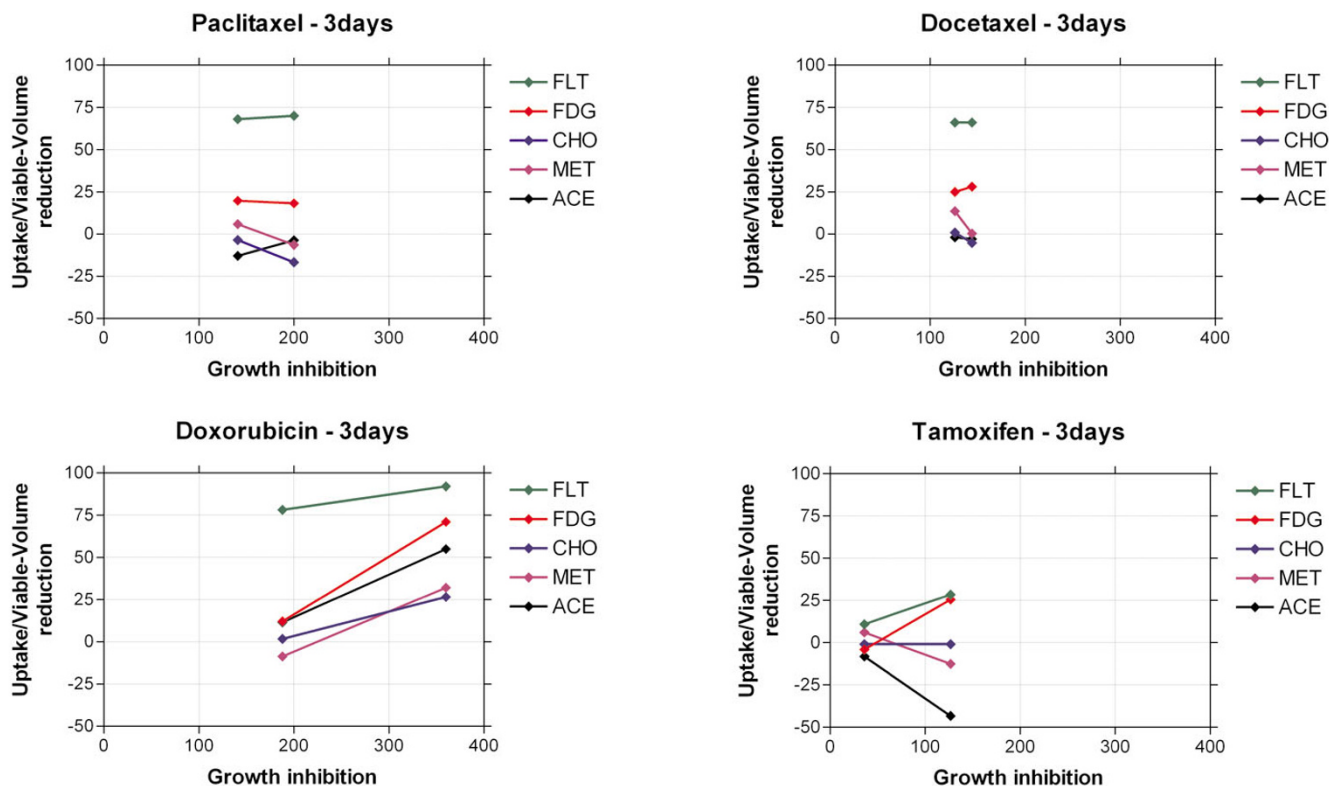 Paclitaxel - 3days
Uptake/Viable-Volume
reduction
100
75
50
25
0
-25
-50
0 100 200 300 400
Growth inhibition
FLT
FDG
CHO
MET
ACE
Docetaxel - 3days
Uptake/Viable-Volume
reduction
100
75
50
25
0
-25
-50
0 100 200 300 400
Growth inhibition
FLT
FDG
CHO
MET
ACE
Doxorubicin - 3days
Uptake/Viable-Volume
reduction
100
75
50
25
0
-25
-50
0 100 200 300 400
Growth inhibition
FLT
FDG
CHO
MET
ACE
Tamoxifen - 3days
Uptake/Viable-Volume
reduction
100
75
50
25
0
-25
-50
0 100 200 300 400
Growth inhibition
FLT
FDG
CHO
MET
ACE